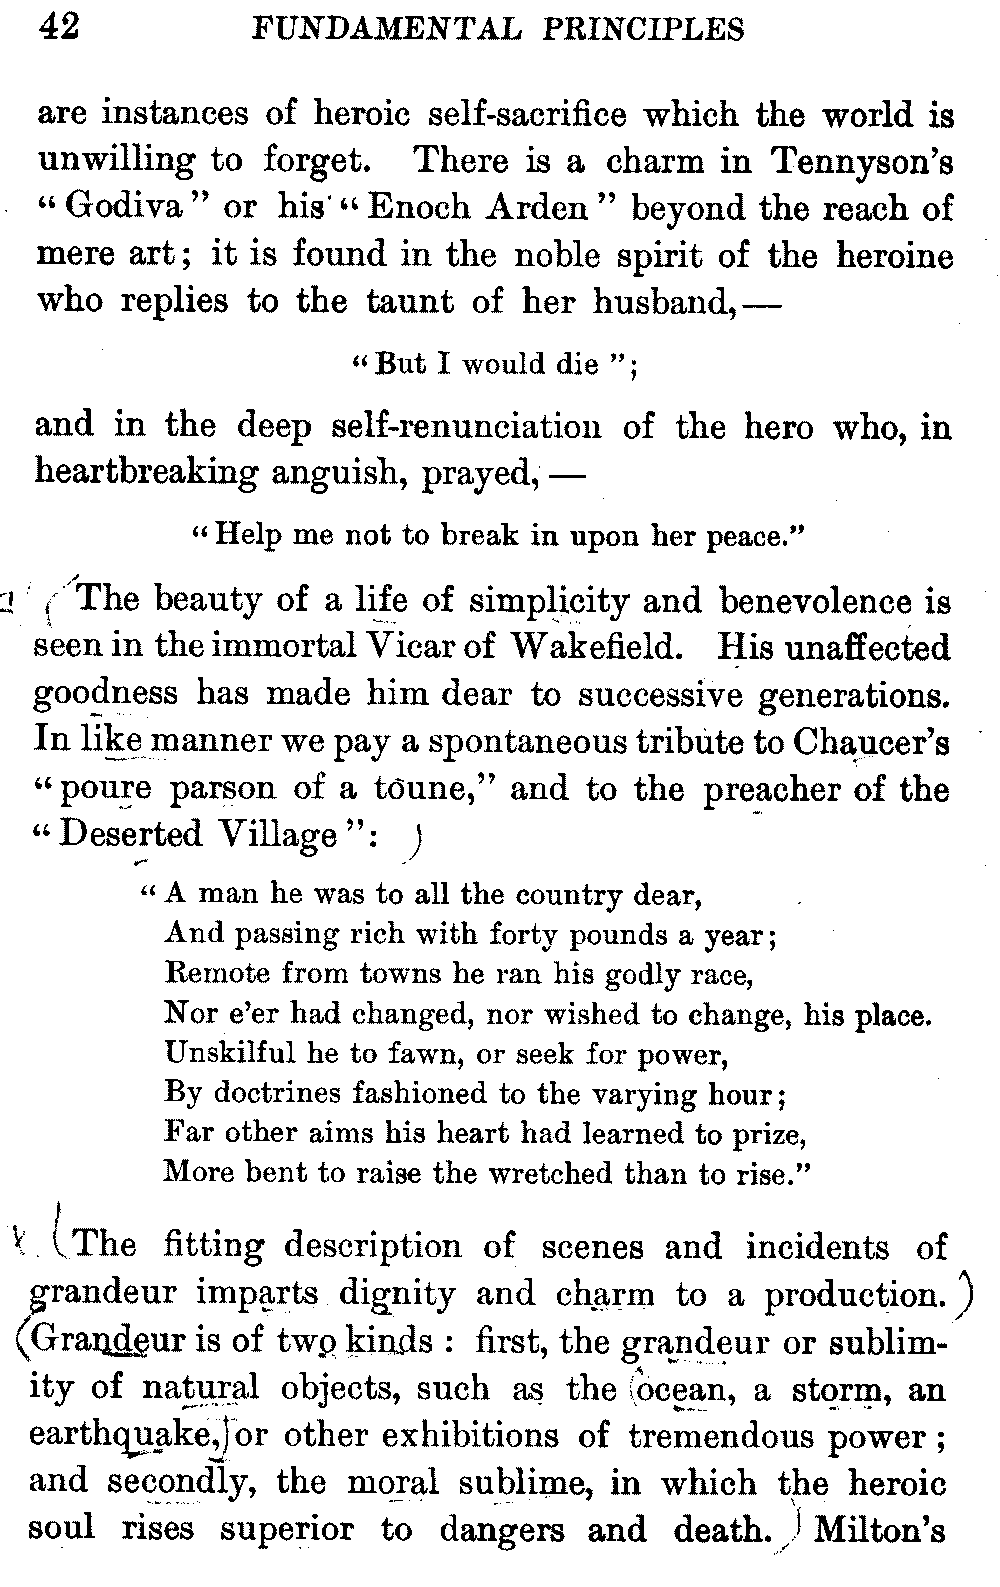 42 FUNDAMENTAL PRINCIPLES
are instances of heroic self-sacrifice which the world is
unwilling to forget. There is a charm in Tennyson's
"Godiva" or his "Enoch Arden" beyond the reach of
mere art; it is found in the noble spirit of the heroine
who replies to the taunt of her husband,—
"But I would die";
and in the deep self-renunciation of the hero who, in
heartbreaking anguish, prayed,—
"Help me not to break in upon her peace."
The beauty of a life of simplicity and benevolence is
seen in the immortal Vicar of Wakefield. His unaffected
goodness has made him dear to successive generations.
In like manner we pay a spontaneous tribute to Chaucer's
"poure parson of a toune," and to the preacher of the
"Deserted Village":
"A man he was to all the country dear,
And passing rich with forty pounds a year;
Remote from towns he ran his godly race,
Nor e'er had changed, nor wished to change, his place.
Unskilful he to fawn, or seek for power,
By doctrines fashioned to the varying hour;
Far other aims his heart had learned to prize,
More bent to raise the wretched than to rise."
The fitting description of scenes and incidents of
grandeur imparts dignity and charm to a production.
Grandeur is of two kinds: first, the grandeur or sublim-
ity of natural objects, such as the ocean, a storm, an
earthquake, or other exhibitions of tremendous power;
and secondly, the moral sublime, in which the heroic
soul rises superior to dangers and death. Milton's